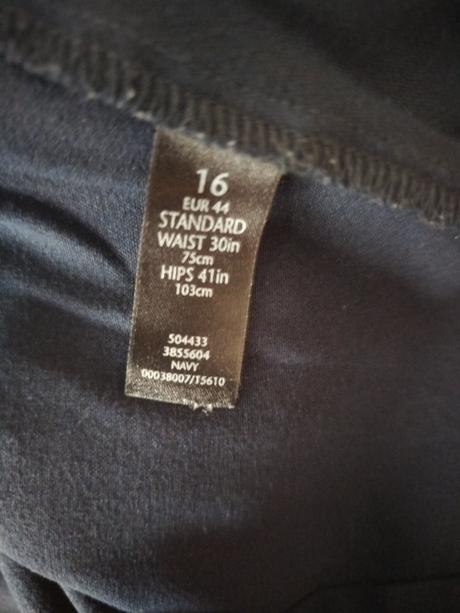 16
EUR 44
STANDARD
WAIST 30in
75cm
HIPS 41in
103cm
504433
3855604
NAVY
00038007/T5610